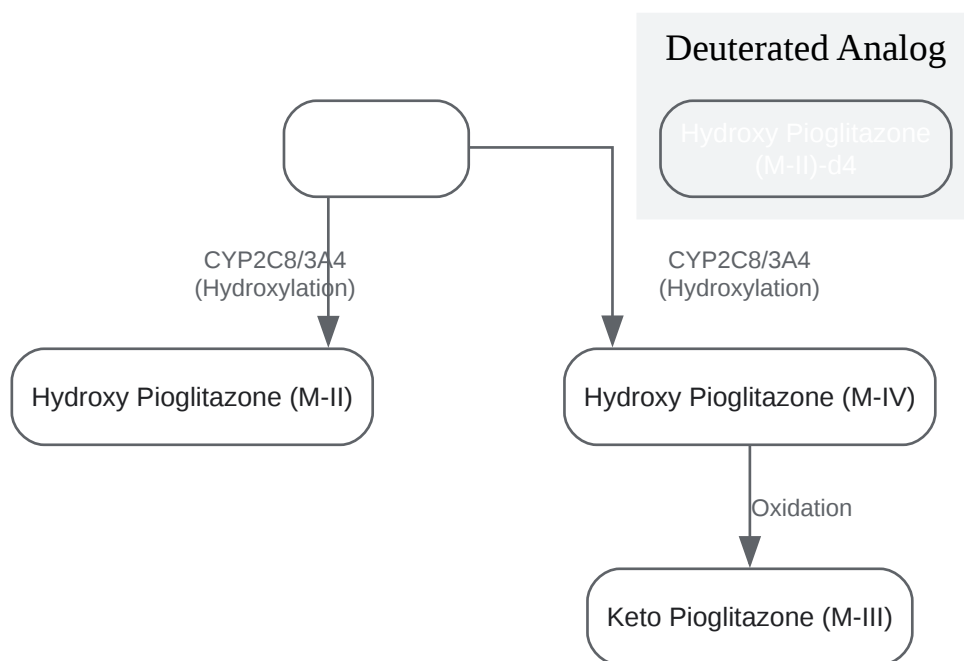 Deuterated Analog
Hydroxy Pioglitazone
(M-II)-d4
CYP2C8/3A4
(Hydroxylation)
CYP2C8/3A4
(Hydroxylation)
Hydroxy Pioglitazone (M-II)
Hydroxy Pioglitazone (M-IV)
Oxidation
Keto Pioglitazone (M-III)